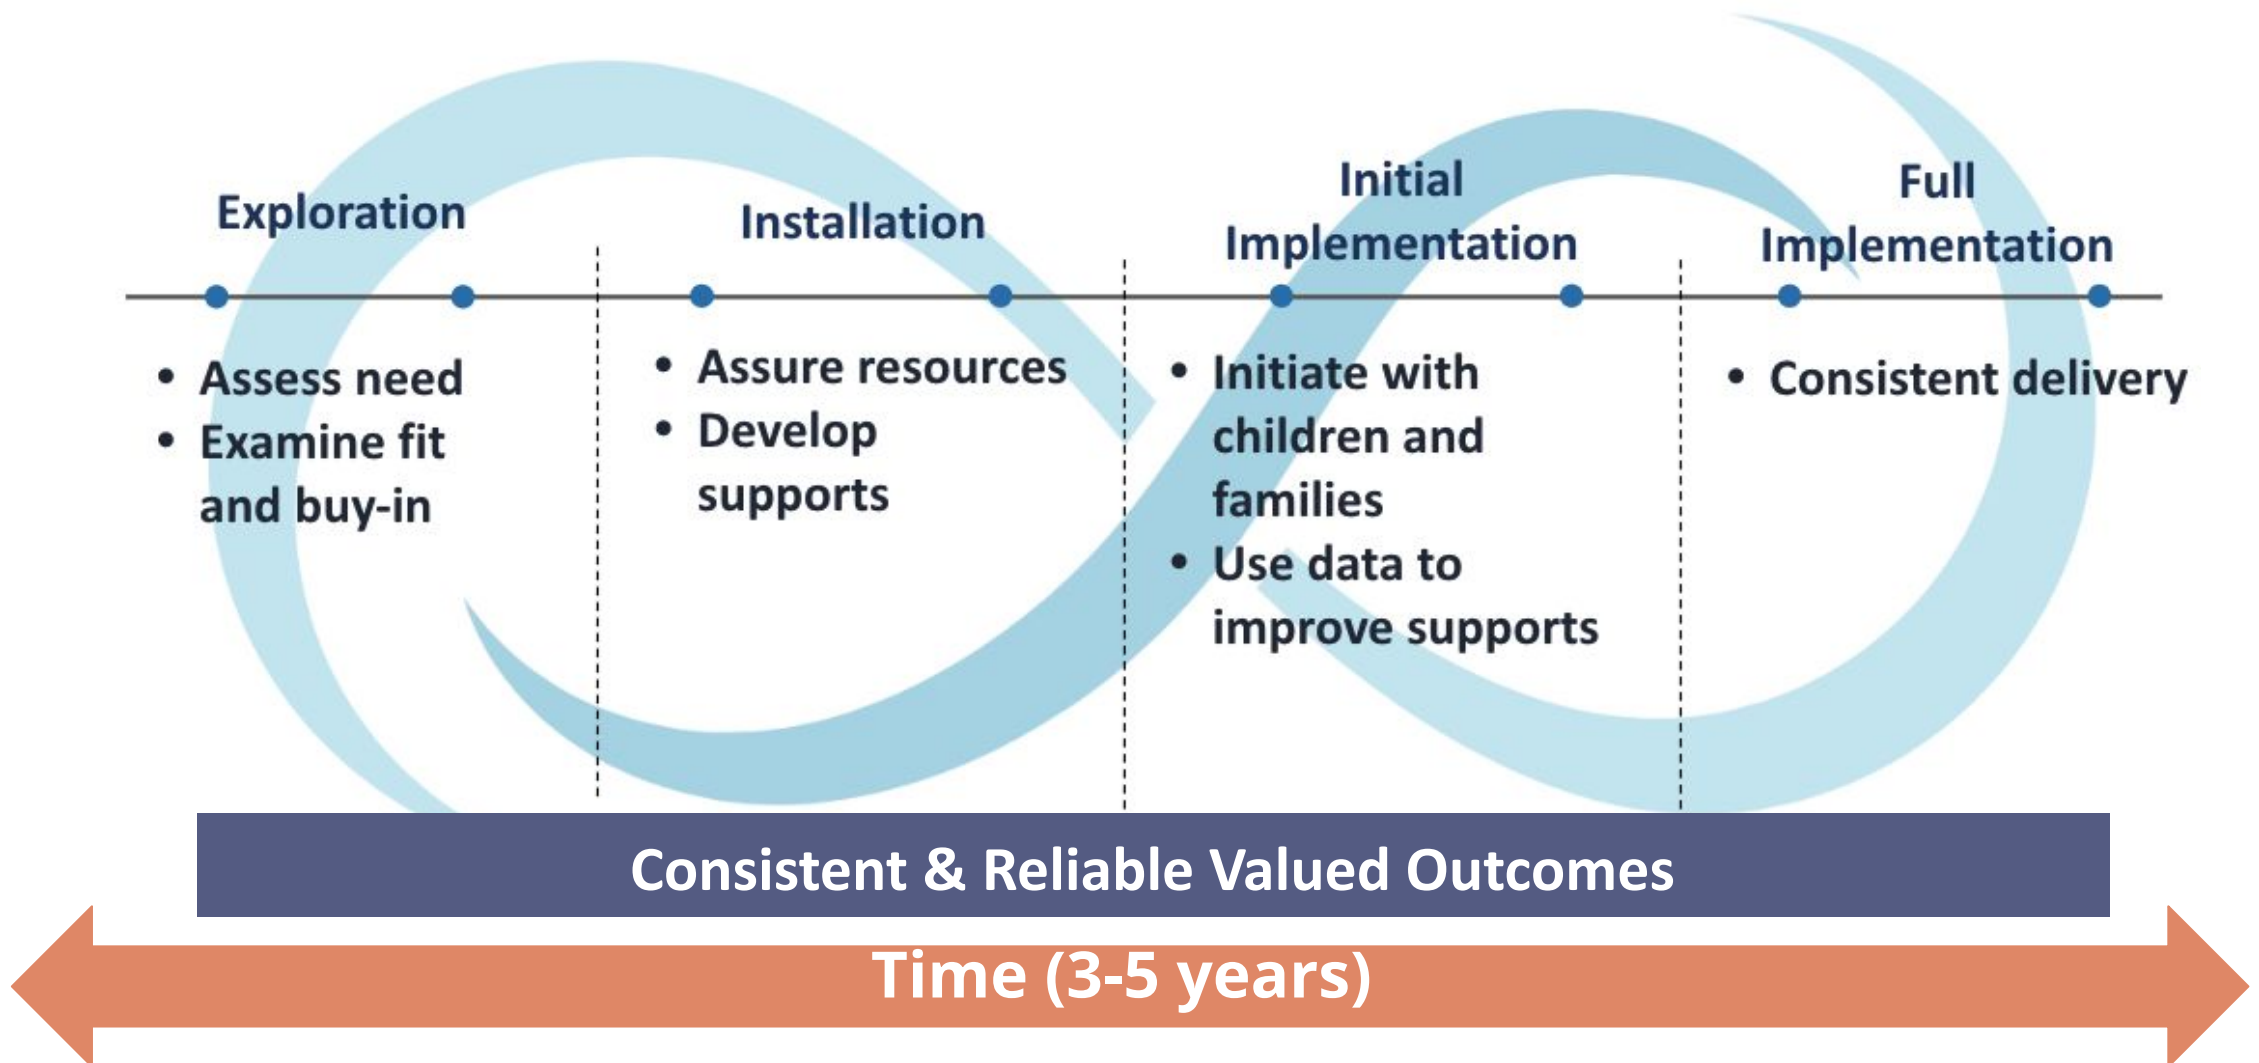 Exploration
• Assess need
• Examine fit
and buy-in
Installation
• Assure resources
• Develop
supports
Initial
Implementation
• Initiate with
children and
families
• Use data to
improve supports
Full
Implementation
• Consistent delivery
Consistent & Reliable Valued Outcomes
Time (3-5 years)